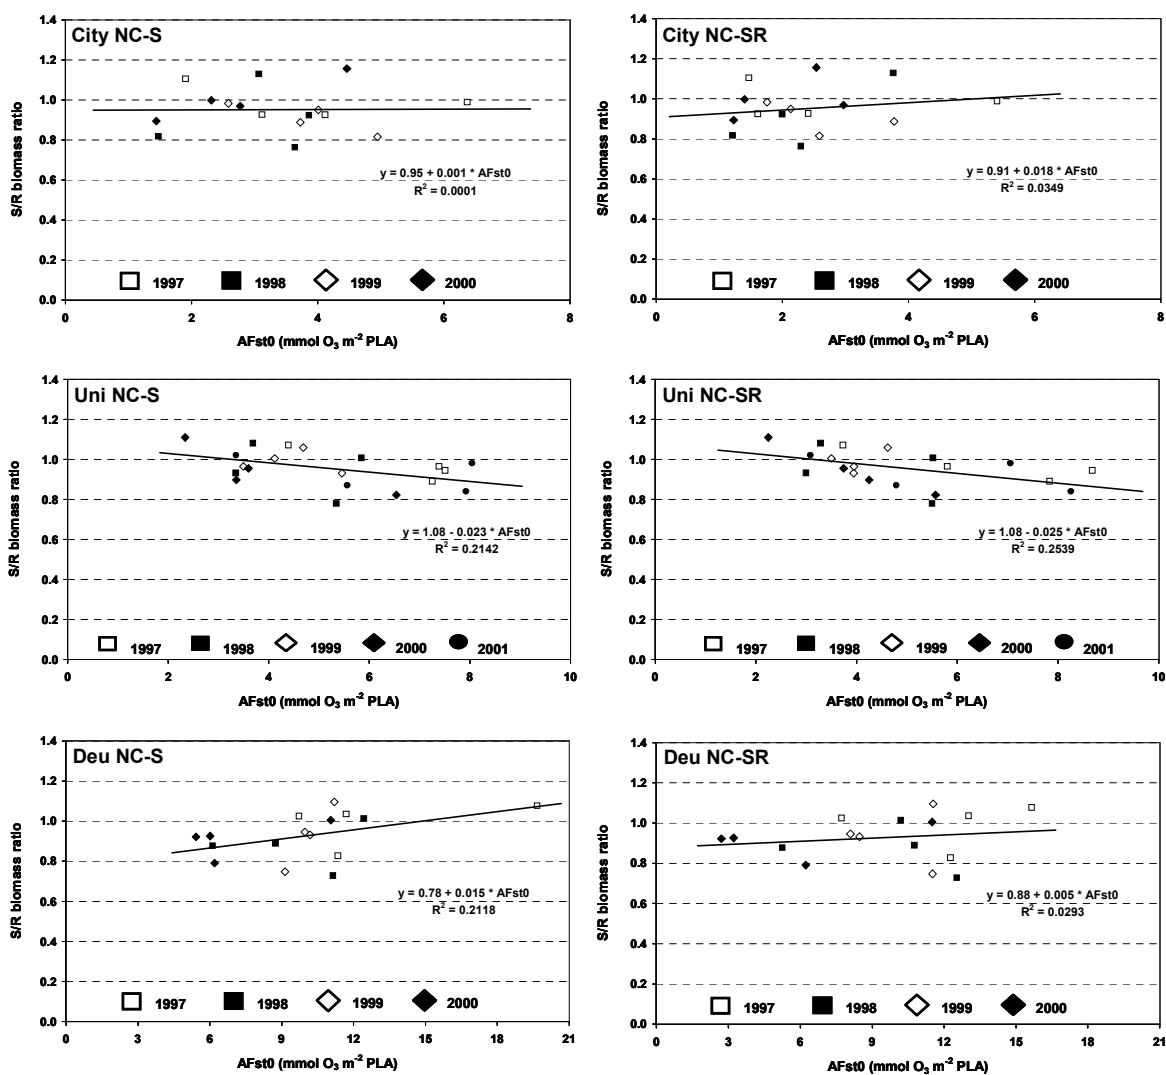 City NC-S
S/R biomass ratio
1.4
1.2
1.0
0.8
0.6
0.4
0.2
0.0
y = 0.95 + 0.001 * AFst0
R² = 0.0001
1997 1998 1999 2000
0 2 4 6 8
AFst0 (mmol O₃ m⁻² PLA)
City NC-SR
S/R biomass ratio
1.4
1.2
1.0
0.8
0.6
0.4
0.2
0.0
y = 0.91 + 0.018 * AFst0
R² = 0.0349
1997 1998 1999 2000
0 2 4 6 8
AFst0 (mmol O₃ m⁻² PLA)
Uni NC-S
S/R biomass ratio
1.4
1.2
1.0
0.8
0.6
0.4
0.2
0.0
y = 1.08 - 0.023 * AFst0
R² = 0.2142
1997 1998 1999 2000 2001
0 2 4 6 8 10
AFst0 (mmol O₃ m⁻² PLA)
Uni NC-SR
S/R biomass ratio
1.4
1.2
1.0
0.8
0.6
0.4
0.2
0.0
y = 1.08 - 0.025 * AFst0
R² = 0.2539
1997 1998 1999 2000 2001
0 2 4 6 8 10
AFst0 (mmol O₃ m⁻² PLA)
Deu NC-S
S/R biomass ratio
1.4
1.2
1.0
0.8
0.6
0.4
0.2
0.0
y = 0.78 + 0.015 * AFst0
R² = 0.2118
1997 1998 1999 2000
0 3 6 9 12 15 18 21
AFst0 (mmol O₃ m⁻² PLA)
Deu NC-SR
S/R biomass ratio
1.4
1.2
1.0
0.8
0.6
0.4
0.2
0.0
y = 0.88 + 0.005 * AFst0
R² = 0.0293
1997 1998 1999 2000
0 3 6 9 12 15 18 21
AFst0 (mmol O₃ m⁻² PLA)